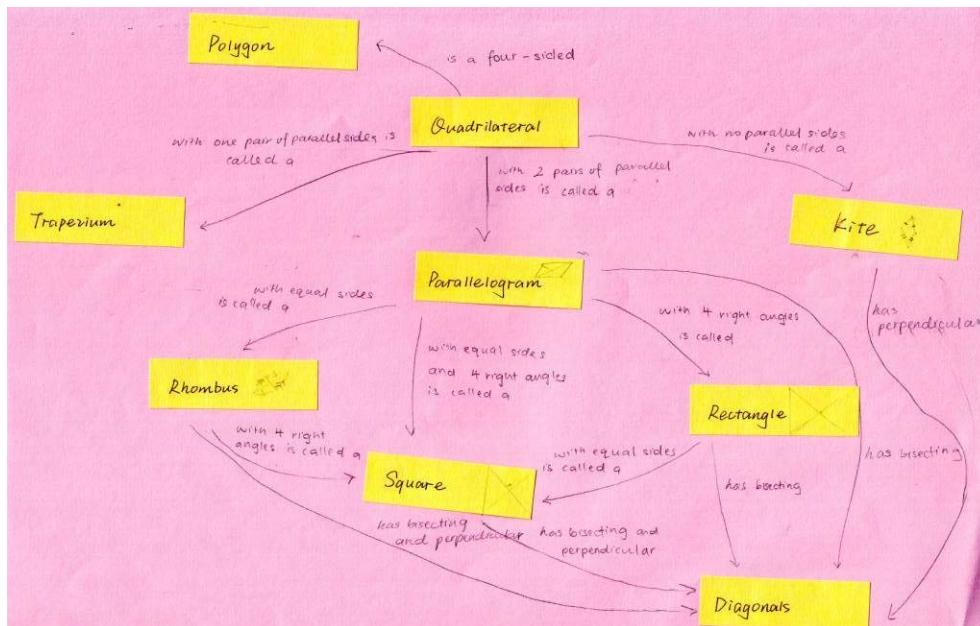 Polygon
is a four-sided
Quadrilateral
with one pair of parallel sides is
called a
with no parallel sides
is called a
with 2 pairs of parallel
sides is called a
Trapezium
Kite
Parallelogram
with equal sides
is called a
with 4 right angles
is called
has
perpendicular
with equal sides
and 4 right angles
is called a
Rhombus
Rectangle
with 4 right
angles is called a
with equal sides
is called a
has bisecting
Square
has bisecting
has bisecting
and perpendicular
has bisecting and
perpendicular
Diagonals